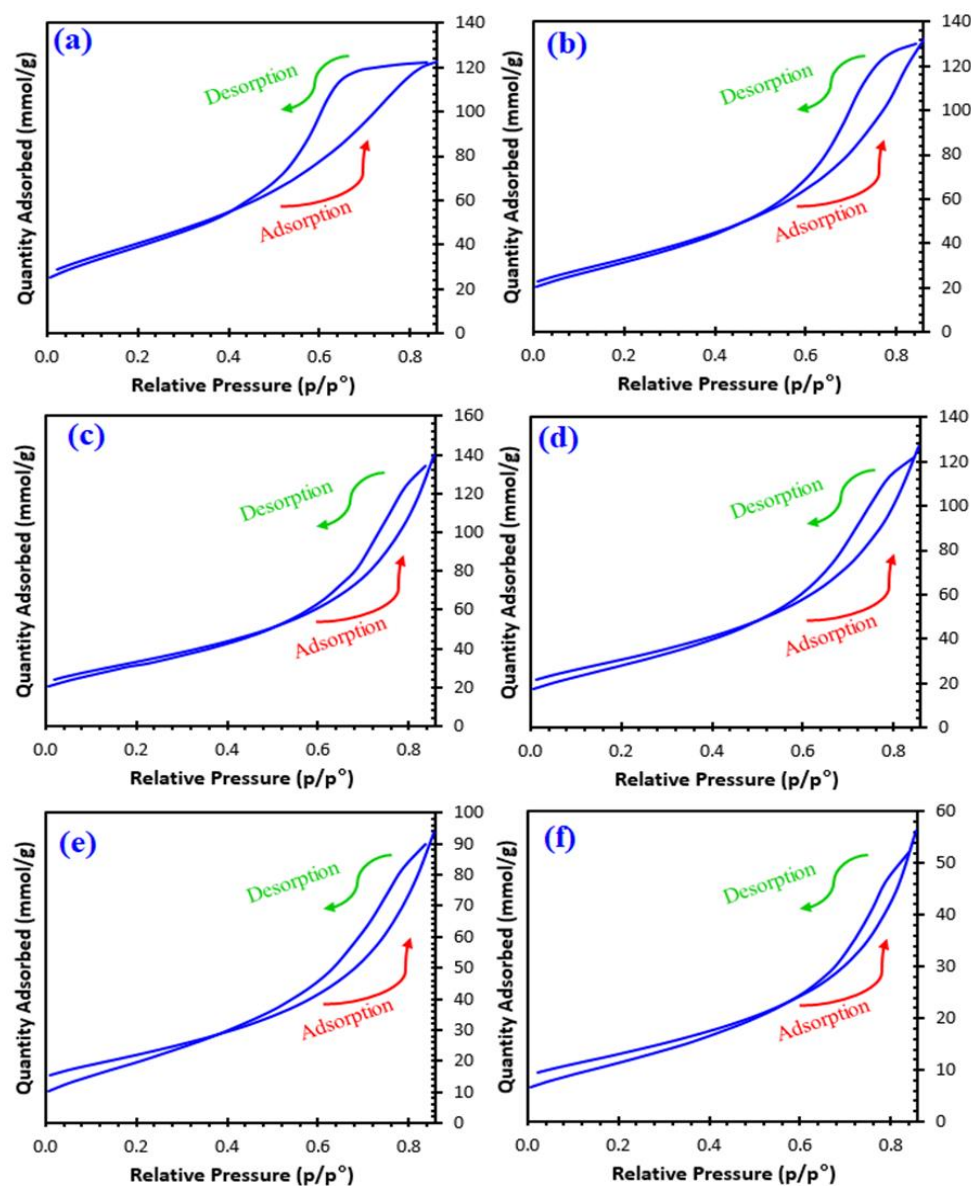 (a)
Quantity Adsorbed (mmol/g)
Desorption
Adsorption
140
120
100
80
60
40
20
0
0.0 0.2 0.4 0.6 0.8
Relative Pressure (p/p°)
(b)
Quantity Adsorbed (mmol/g)
Desorption
Adsorption
140
120
100
80
60
40
20
0
0.0 0.2 0.4 0.6 0.8
Relative Pressure (p/p°)
(c)
Quantity Adsorbed (mmol/g)
Desorption
Adsorption
160
140
120
100
80
60
40
20
0
0.0 0.2 0.4 0.6 0.8
Relative Pressure (p/p°)
(d)
Quantity Adsorbed (mmol/g)
Desorption
Adsorption
140
120
100
80
60
40
20
0
0.0 0.2 0.4 0.6 0.8
Relative Pressure (p/p°)
(e)
Quantity Adsorbed (mmol/g)
Desorption
Adsorption
100
90
80
70
60
50
40
30
20
10
0
0.0 0.2 0.4 0.6 0.8
Relative Pressure (p/p°)
(f)
Quantity Adsorbed (mmol/g)
Desorption
Adsorption
60
50
40
30
20
10
0
0.0 0.2 0.4 0.6 0.8
Relative Pressure (p/p°)